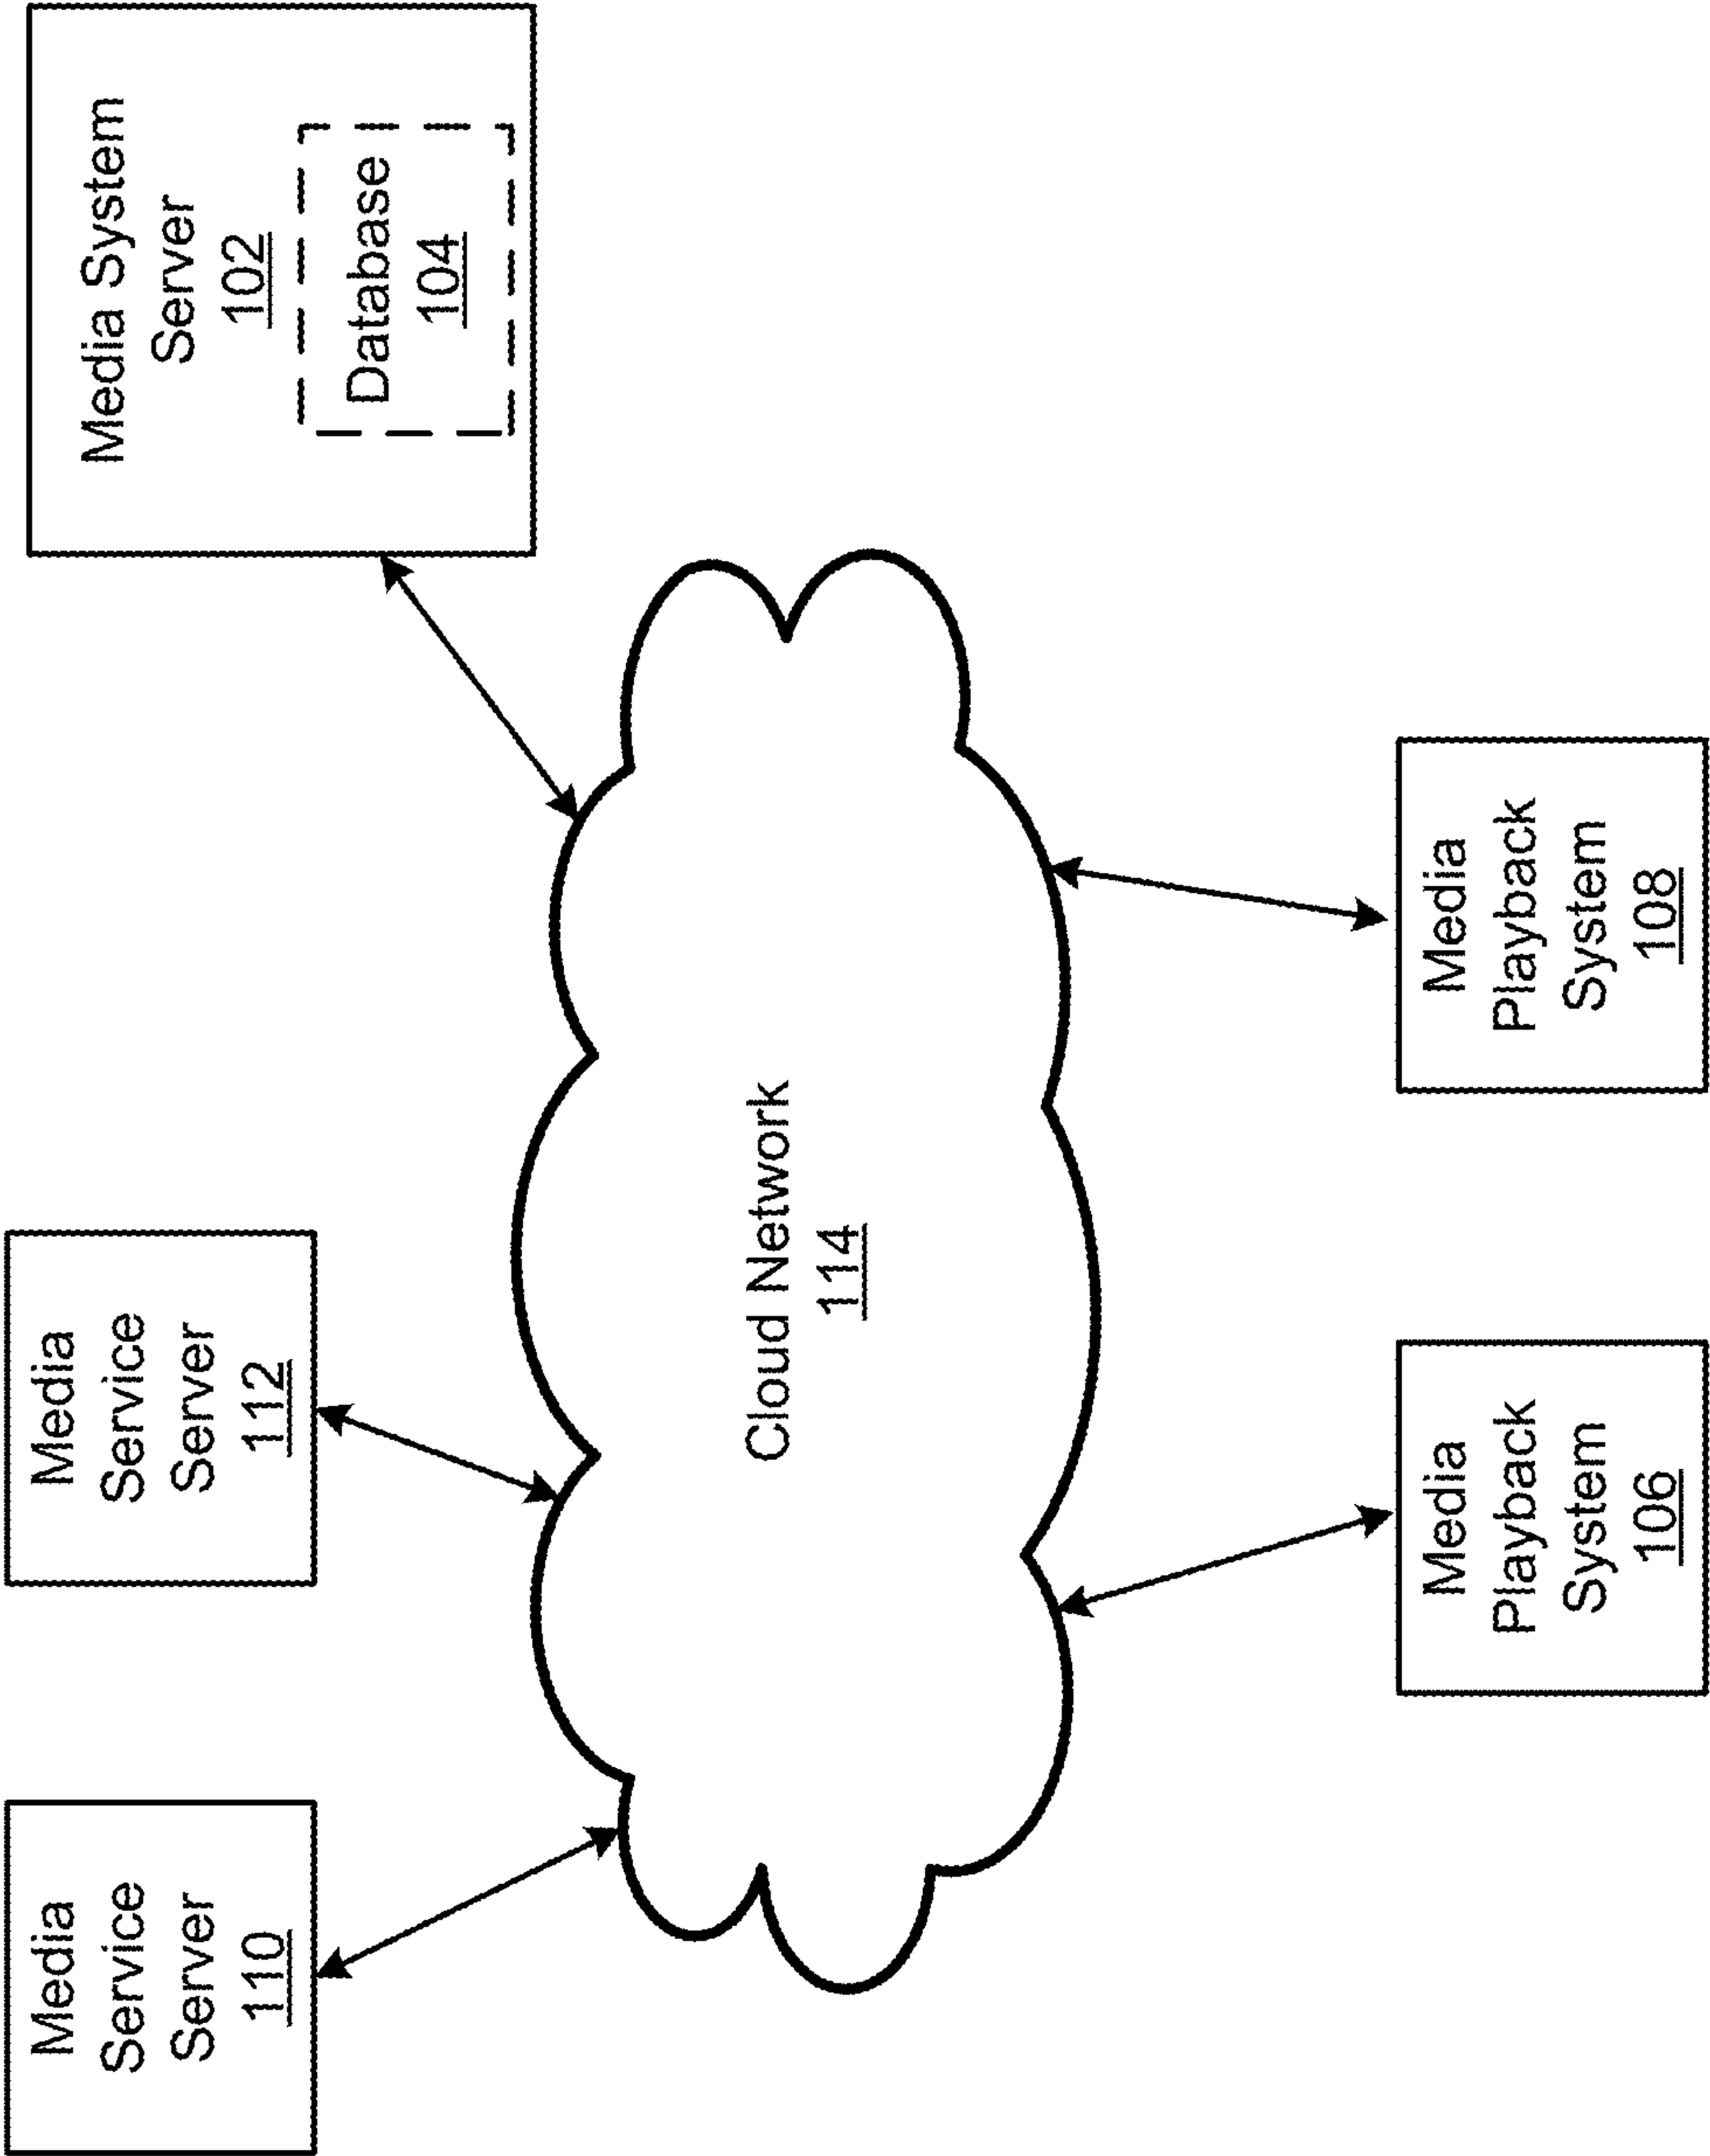 Media
Service
Server
110
Media
Service
Server
112
Media System
Server
102
Database
104
Cloud Network
114
Media
Playback
System
106
Media
Playback
System
108